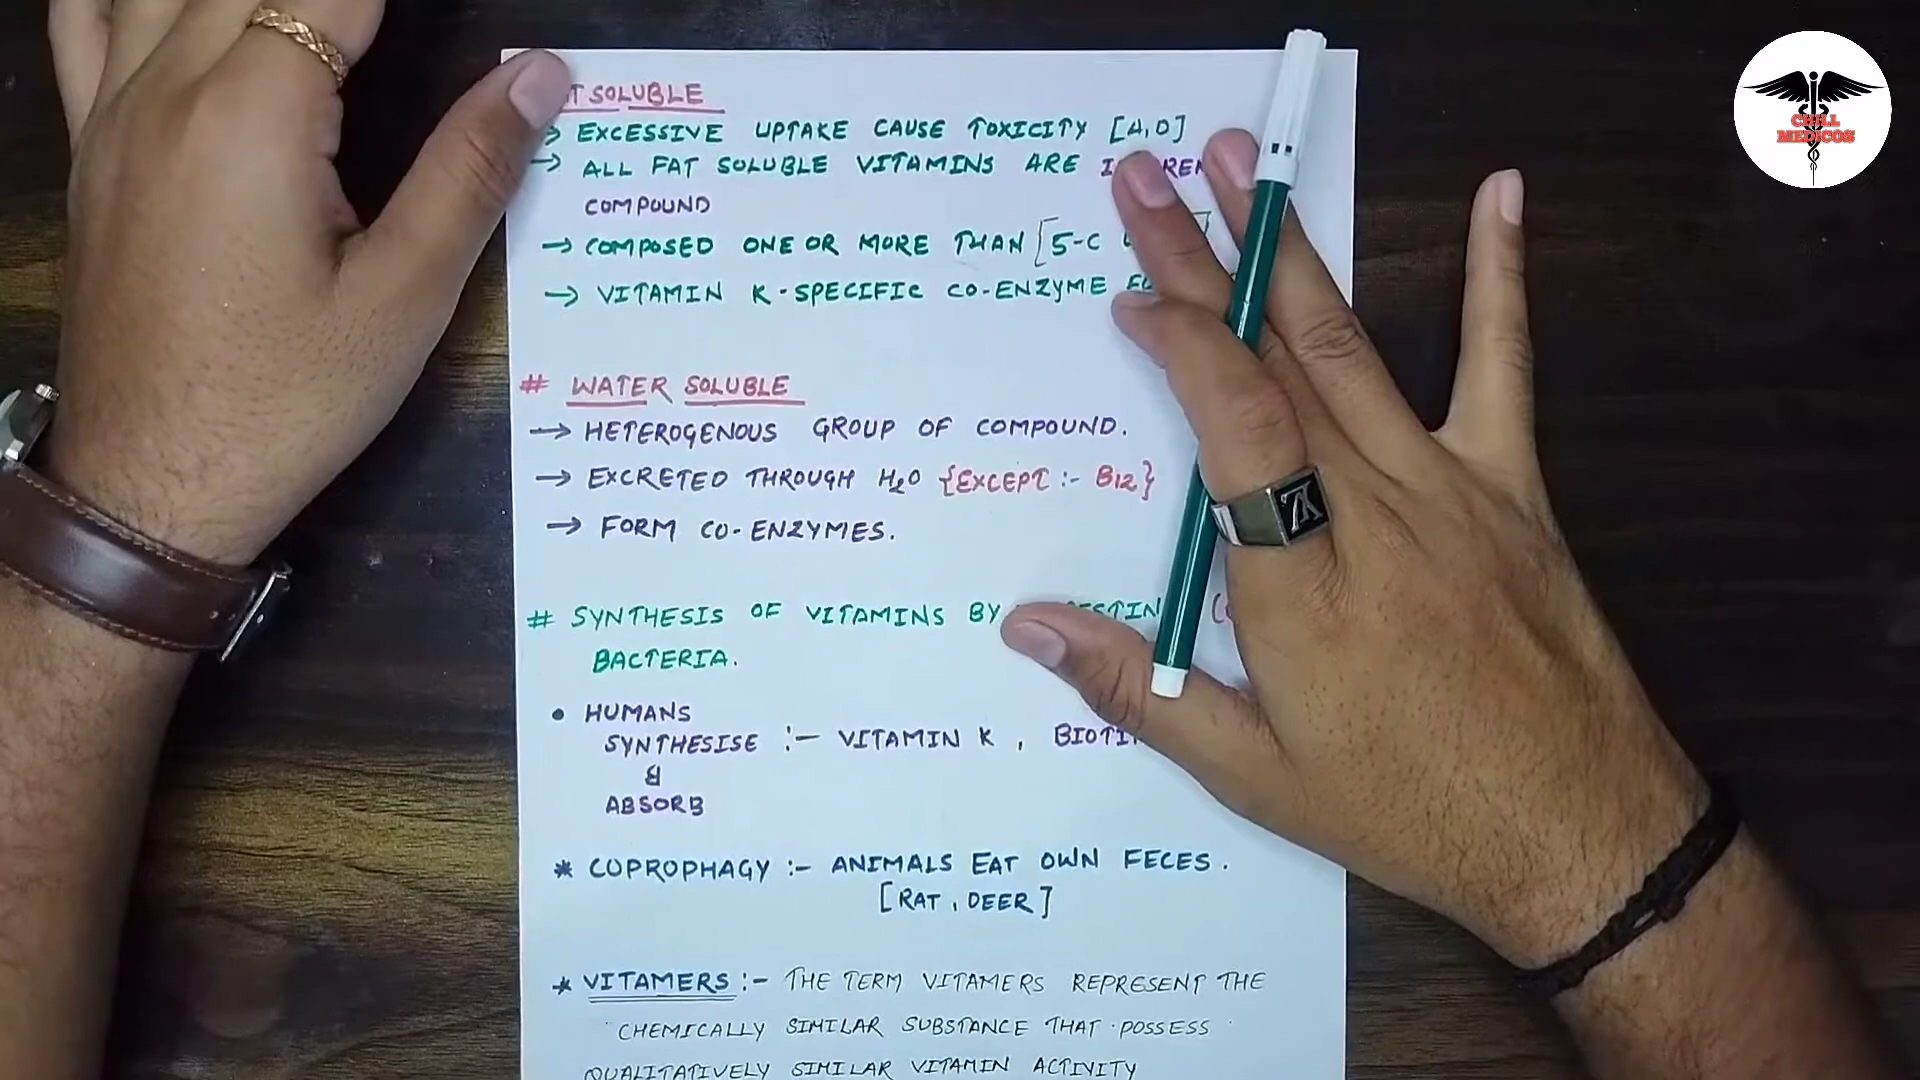 SOLUBLE
→ EXCESSIVE UPTAKE CAUSE TOXICITY [A,D]
→ ALL FAT SOLUBLE VITAMINS ARE
COMPOUND
→ COMPOSED ONE OR MORE THAN [5-C
→ VITAMIN K-SPECIFIC CO-ENZYME
# WATER SOLUBLE
→ HETEROGENOUS GROUP OF COMPOUND.
→ EXCRETED THROUGH H2O {EXCEPT :- B12}
→ FORM CO-ENZYMES.
# SYNTHESIS OF VITAMINS BY
BACTERIA.
• HUMANS
SYNTHESISE :- VITAMIN K ,
&
ABSORB
* COPROPHAGY :- ANIMALS EAT OWN FECES.
[RAT, DEER]
* VITAMERS :- THE TERM VITAMERS REPRESENT THE
CHEMICALLY SIMILAR SUBSTANCE THAT POSSESS
QUALITATIVELY SIMILAR VITAMIN ACTIVITY
CHILL
MEDICOS